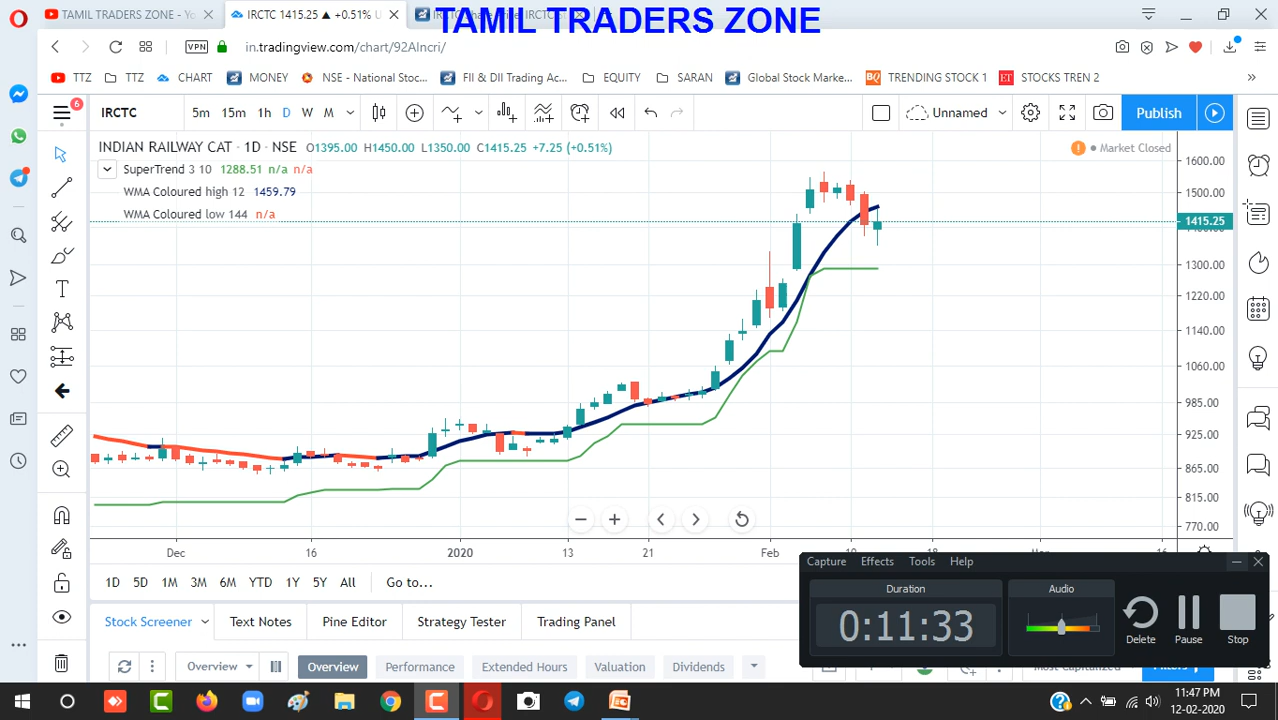 TAMIL TRADERS ZONE
TAMIL TRADERS ZONE - Yo
IRCTC 1415.25 ▲ +0.51% U
VPN
in.tradingview.com/chart/92AIncri/
TTZ
TTZ
CHART
MONEY
NSE - National Stoc...
FII & DII Trading Ac...
EQUITY
SARAN
Global Stock Marke...
BQ
TRENDING STOCK 1
ET
STOCKS TREN 2
»
6
IRCTC
5m
15m
1h
D
W
M
Unnamed
Publish
INDIAN RAILWAY CAT · 1D · NSE
O1395.00 H1450.00 L1350.00 C1415.25 +7.25 (+0.51%)
Market Closed
SuperTrend 3 10 1288.51 n/a n/a
WMA Coloured high 12 1459.79
WMA Coloured low 144 n/a
1600.00
1500.00
1415.25
1300.00
1220.00
1140.00
1060.00
985.00
925.00
865.00
815.00
770.00
Dec
16
2020
13
21
Feb
10
18
16
1D
5D
1M
3M
6M
YTD
1Y
5Y
All
Go to...
Capture
Effects
Tools
Help
Duration
0:11:33
Audio
Delete
Pause
Stop
Stock Screener
Text Notes
Pine Editor
Strategy Tester
Trading Panel
Overview
Overview
Performance
Extended Hours
Valuation
Dividends
11:47 PM
12-02-2020